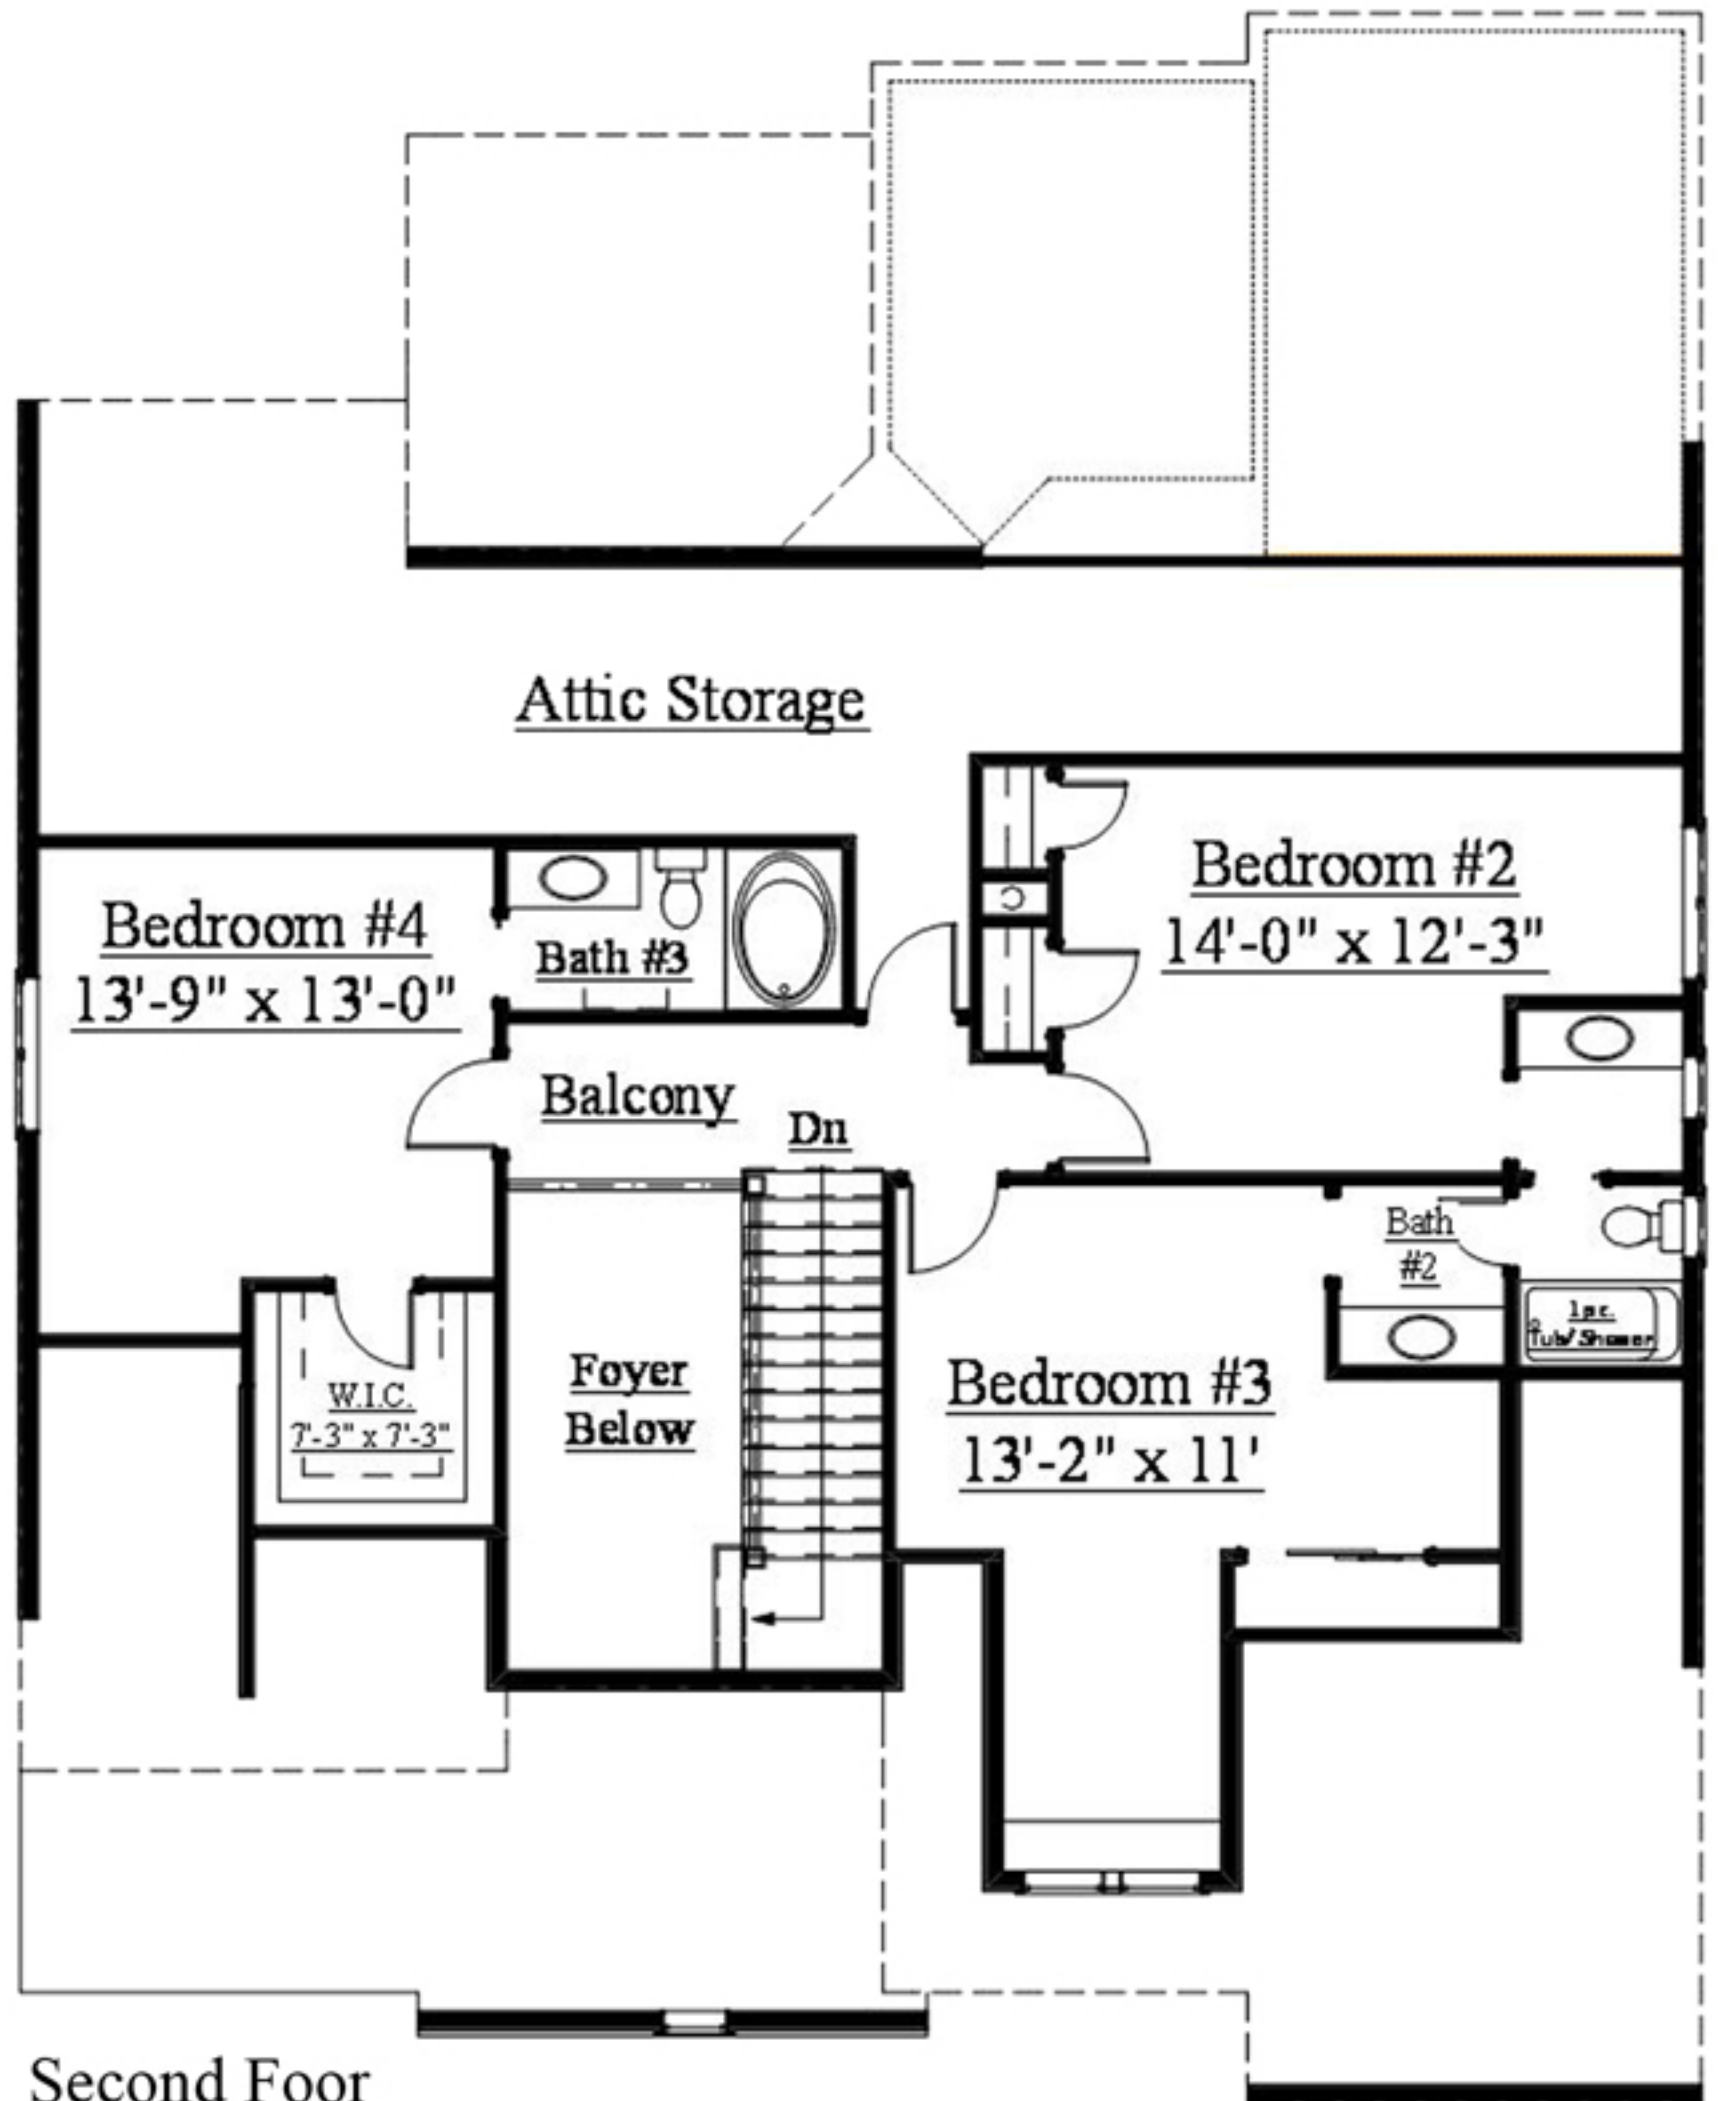 Attic Storage
Bedroom #2
14'-0" x 12'-3"
Bedroom #4
13'-9" x 13'-0"
Bath #3
Balcony
Dn
Bath
#2
1pc.
Tub/Shower
Foyer
Below
Bedroom #3
13'-2" x 11'
W.I.C.
7'-3" x 7'-3"
Second Foor